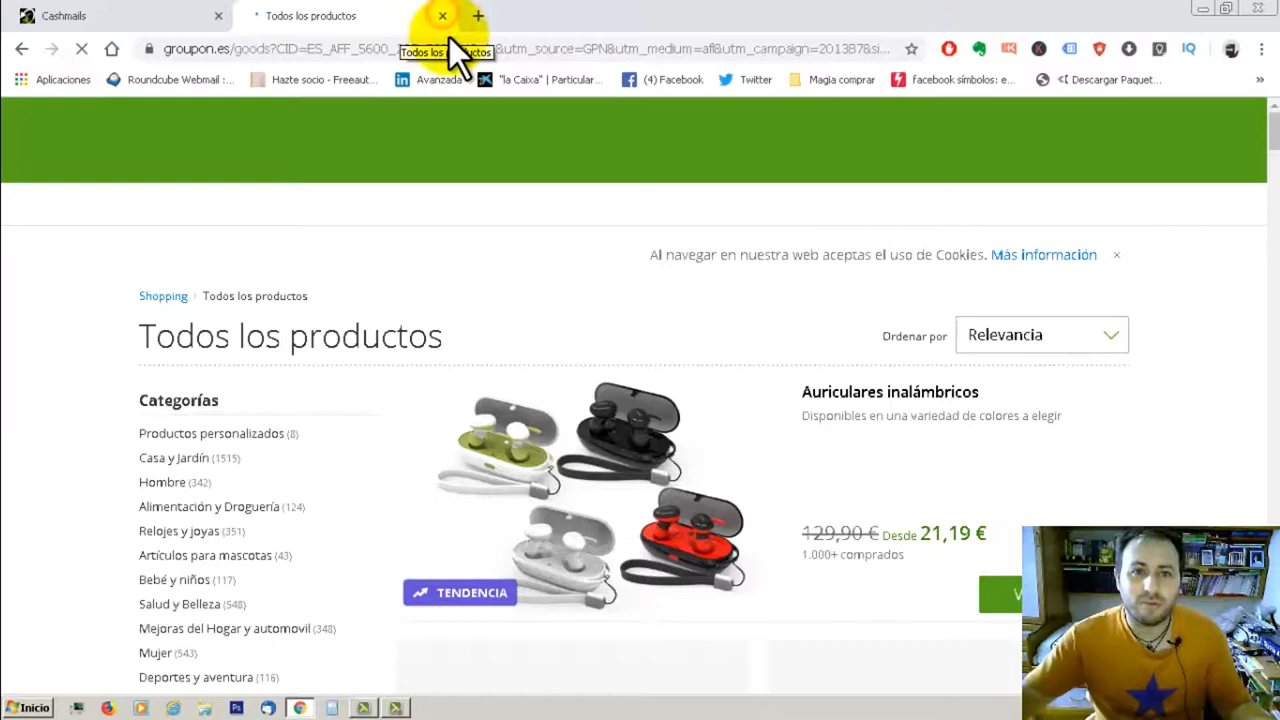 Cashmails
Todos los productos
groupon.es/goods?CID=ES_AFF_5600_ &utm_source=GPN&utm_medium=afl&utm_campaign=201387&si...
Todos los productos
Aplicaciones
Roundcube Webmail :...
Hazte socio - Freeaut...
Avanzada
"la Caixa" | Particular...
(4) Facebook
Twitter
Magia comprar
facebook símbolos: e...
<I Descargar Paquet...
»
Al navegar en nuestra web aceptas el uso de Cookies. Más información ×
Shopping
Todos los productos
Todos los productos
Ordenar por
Relevancia
Categorías
Productos personalizados (8)
Casa y Jardín (1515)
Hombre (342)
Alimentación y Droguería (124)
Relojes y joyas (351)
Artículos para mascotas (43)
Bebé y niños (117)
Salud y Belleza (548)
Mejoras del Hogar y automovil (348)
Mujer (543)
Deportes y aventura (116)
Auriculares inalámbricos
Disponibles en una variedad de colores a elegir
129,90 € Desde 21,19 €
1.000+ comprados
TENDENCIA
V
Inicio